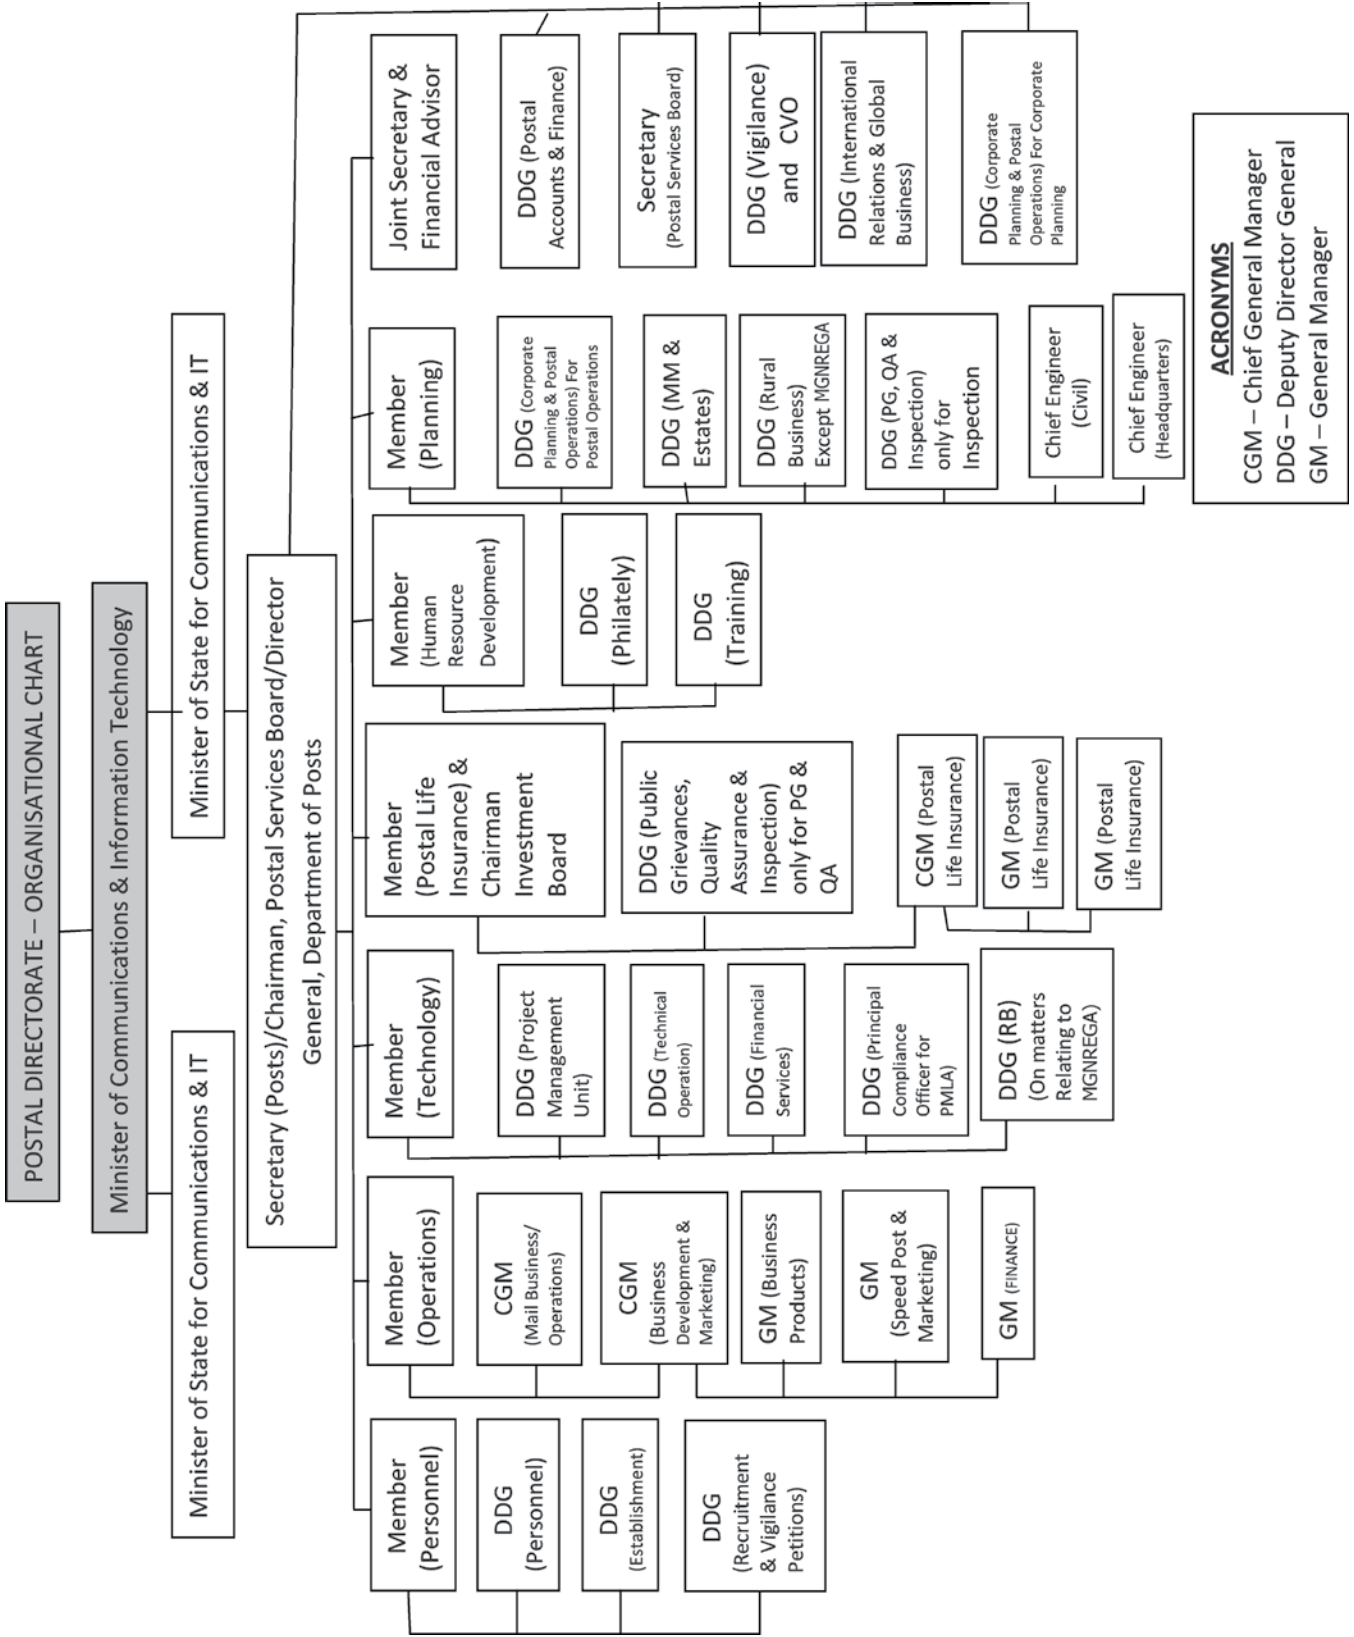 POSTAL DIRECTORATE – ORGANISATIONAL CHART
Minister of Communications & Information Technology
Minister of State for Communications & IT
Minister of State for Communications & IT
Secretary (Posts)/Chairman, Postal Services Board/Director
General, Department of Posts
Member
(Personnel)
DDG
(Personnel)
DDG
(Establishment)
DDG
(Recruitment
& Vigilance
Petitions)
Member
(Operations)
CGM
(Mail Business/
Operations)
CGM
(Business
Development &
Marketing)
GM (Business
Products)
GM
(Speed Post &
Marketing)
GM (FINANCE)
Member
(Technology)
DDG (Project
Management
Unit)
DDG (Technical
Operation)
DDG (Financial
Services)
DDG (Principal
Compliance
Officer for
PMLA)
DDG (RB)
(On matters
Relating to
MGNREGA)
Member
(Postal Life
Insurance) &
Chairman
Investment
Board
DDG (Public
Grievances,
Quality
Assurance &
Inspection)
only for PG &
QA
CGM (Postal
Life Insurance)
GM (Postal
Life Insurance)
GM (Postal
Life Insurance)
Member
(Human
Resource
Development)
DDG
(Philately)
DDG
(Training)
Member
(Planning)
DDG (Corporate
Planning & Postal
Operations) For
Postal Operations
DDG (MM &
Estates)
DDG (Rural
Business)
Except MGNREGA
DDG (PG, QA &
Inspection)
only for
Inspection
Chief Engineer
(Civil)
Chief Engineer
(Headquarters)
Joint Secretary &
Financial Advisor
DDG (Postal
Accounts & Finance)
Secretary
(Postal Services Board)
DDG (Vigilance)
and CVO
DDG (International
Relations & Global
Business)
DDG (Corporate
Planning & Postal
Operations) For Corporate
Planning
ACRONYMS
CGM – Chief General Manager
DDG – Deputy Director General
GM – General Manager